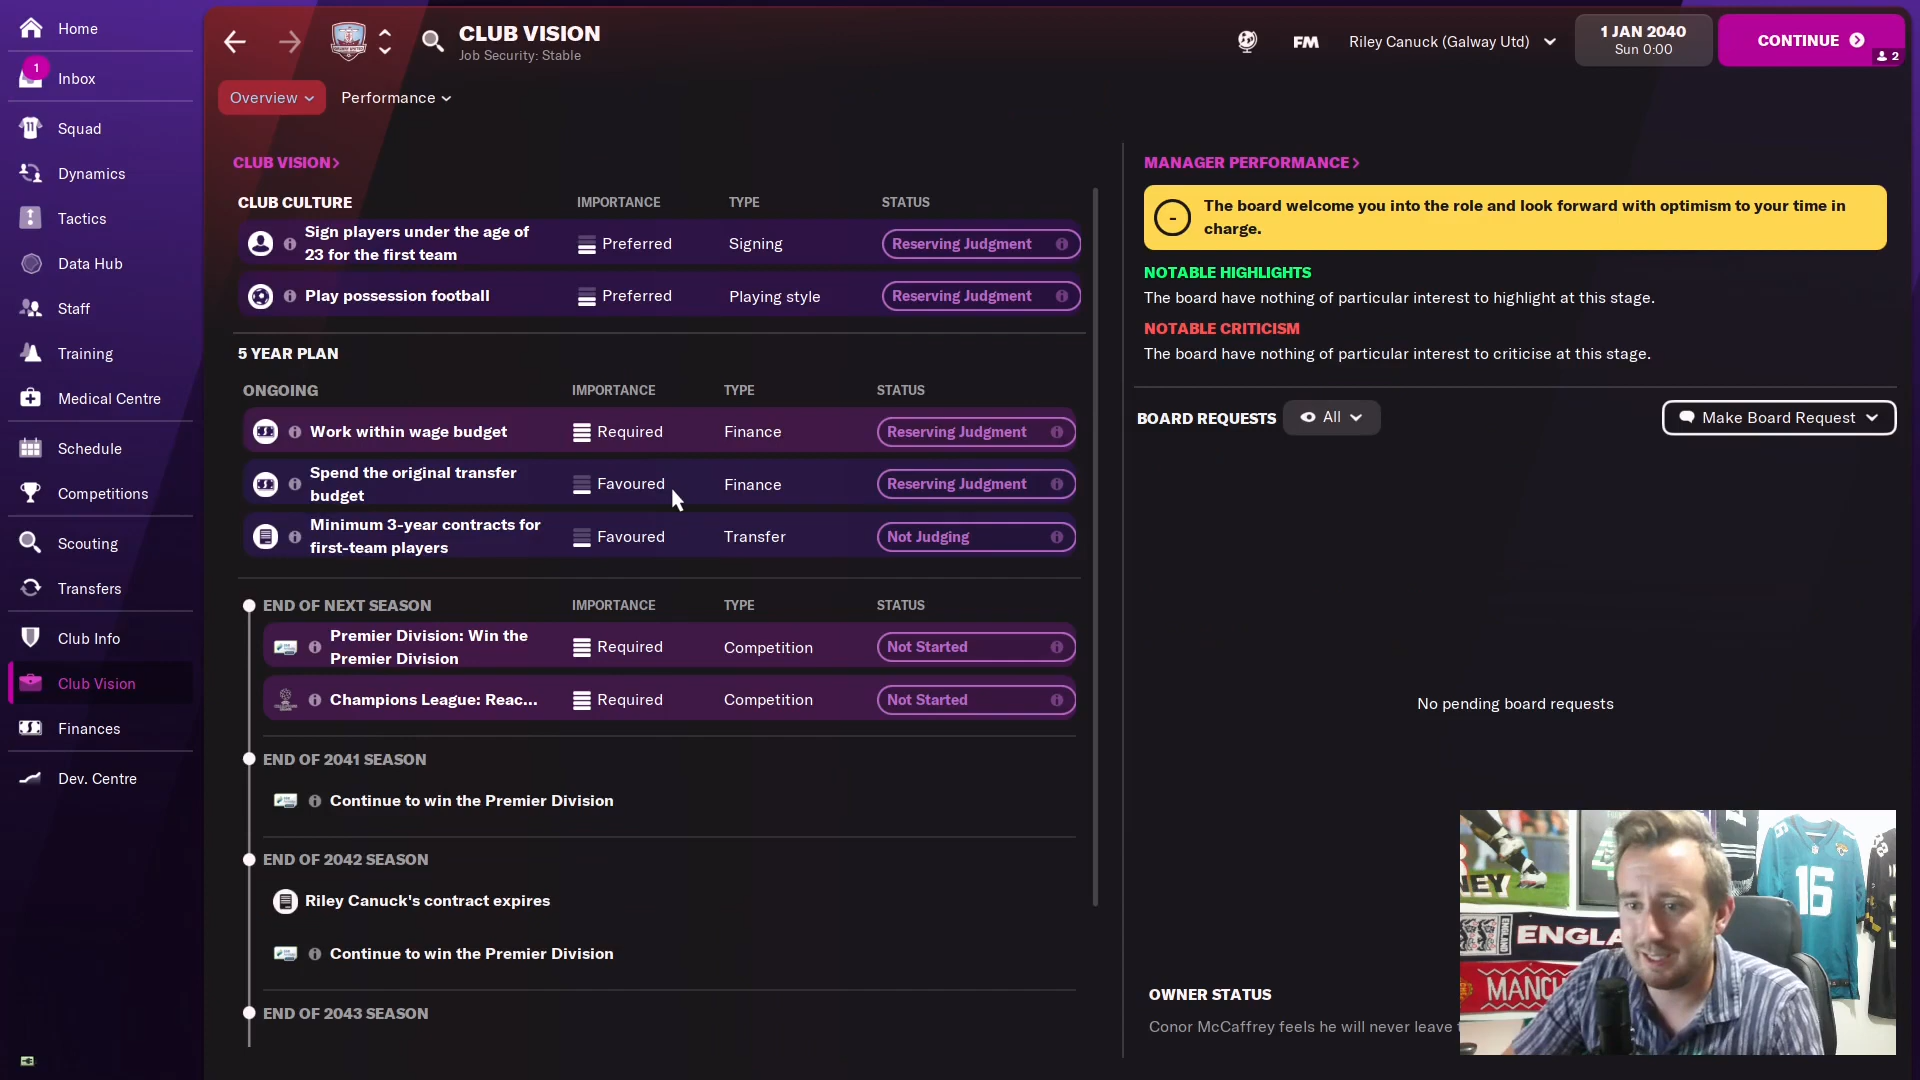 Home
1
Inbox
Squad
Dynamics
Tactics
Data Hub
Staff
Training
Medical Centre
Schedule
Competitions
Scouting
Transfers
Club Info
Club Vision
Finances
Dev. Centre
CLUB VISION
Job Security: Stable
FM
Riley Canuck (Galway Utd)
1 JAN 2040
Sun 0:00
CONTINUE
2
Overview
Performance
CLUB VISION>
CLUB CULTURE IMPORTANCE TYPE STATUS
Sign players under the age of
23 for the first team
Preferred Signing Reserving Judgment
Play possession football Preferred Playing style Reserving Judgment
5 YEAR PLAN
ONGOING IMPORTANCE TYPE STATUS
Work within wage budget Required Finance Reserving Judgment
Spend the original transfer
budget
Favoured Finance Reserving Judgment
Minimum 3-year contracts for
first-team players
Favoured Transfer Not Judging
END OF NEXT SEASON IMPORTANCE TYPE STATUS
Premier Division: Win the
Premier Division
Required Competition Not Started
Champions League: Reac... Required Competition Not Started
END OF 2041 SEASON
Continue to win the Premier Division
END OF 2042 SEASON
Riley Canuck's contract expires
Continue to win the Premier Division
END OF 2043 SEASON
MANAGER PERFORMANCE>
The board welcome you into the role and look forward with optimism to your time in
charge.
NOTABLE HIGHLIGHTS
The board have nothing of particular interest to highlight at this stage.
NOTABLE CRITICISM
The board have nothing of particular interest to criticise at this stage.
BOARD REQUESTS All Make Board Request
No pending board requests
OWNER STATUS
Conor McCaffrey feels he will never leave
NEY
ENGLA
MANCH
16